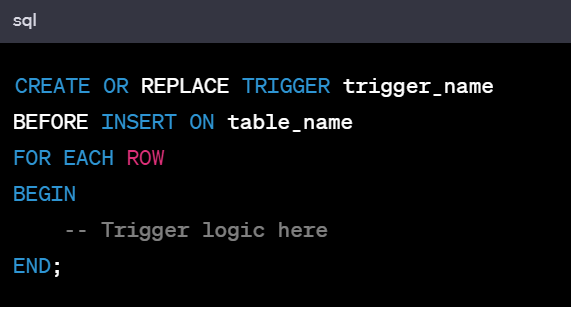 sql
CREATE OR REPLACE TRIGGER trigger_name
BEFORE INSERT ON table_name
FOR EACH ROW
BEGIN
    -- Trigger logic here
END;